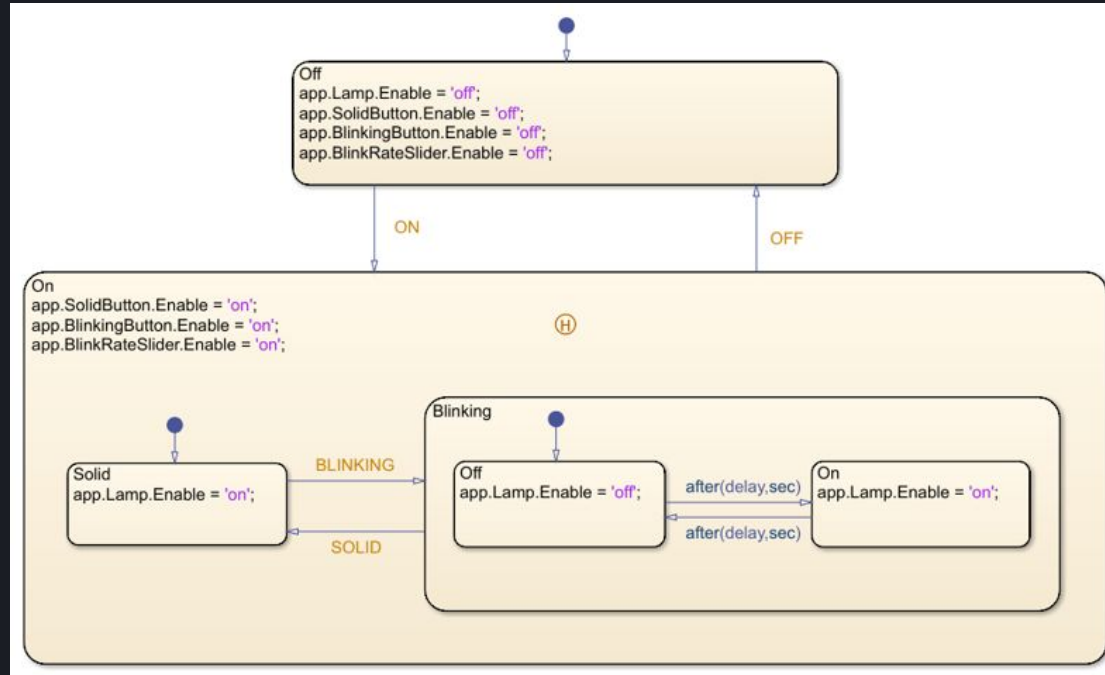 Off
app.Lamp.Enable = 'off';
app.SolidButton.Enable = 'off';
app.BlinkingButton.Enable = 'off';
app.BlinkRateSlider.Enable = 'off';
ON
OFF
On
app.SolidButton.Enable = 'on';
app.BlinkingButton.Enable = 'on';
app.BlinkRateSlider.Enable = 'on';
H
Blinking
Solid
app.Lamp.Enable = 'on';
BLINKING
SOLID
Off
app.Lamp.Enable = 'off';
after(delay,sec)
after(delay,sec)
On
app.Lamp.Enable = 'on';